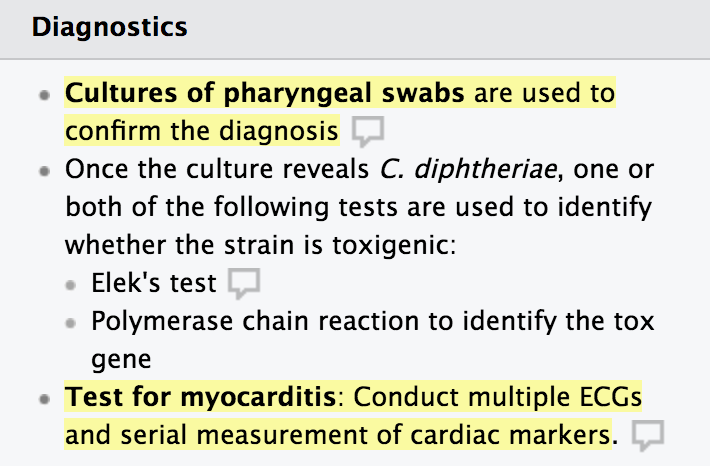 Diagnostics
Cultures of pharyngeal swabs are used to
confirm the diagnosis
Once the culture reveals C. diphtheriae, one or
both of the following tests are used to identify
whether the strain is toxigenic:
Elek's test
Polymerase chain reaction to identify the tox
gene
Test for myocarditis: Conduct multiple ECGs
and serial measurement of cardiac markers.